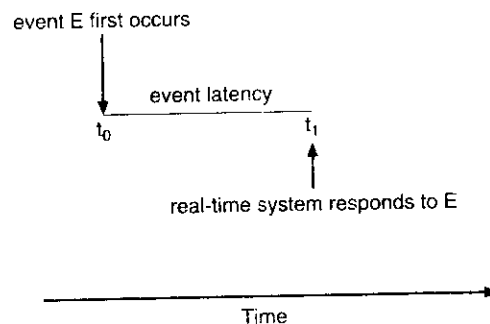 event E first occurs
event latency
t₀
t₁
real-time system responds to E
Time